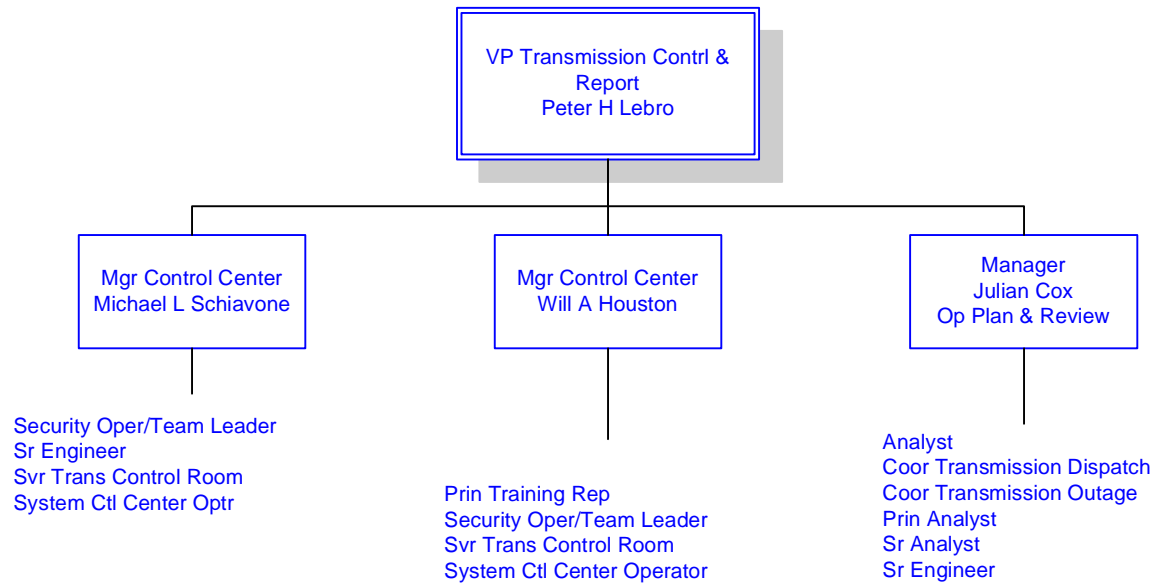 VP Transmission Contrl &
Report
Peter H Lebro
Mgr Control Center
Michael L Schiavone
Mgr Control Center
Will A Houston
Manager
Julian Cox
Op Plan & Review
Security Oper/Team Leader
Sr Engineer
Svr Trans Control Room
System Ctl Center Optr
Prin Training Rep
Security Oper/Team Leader
Svr Trans Control Room
System Ctl Center Operator
Analyst
Coor Transmission Dispatch
Coor Transmission Outage
Prin Analyst
Sr Analyst
Sr Engineer